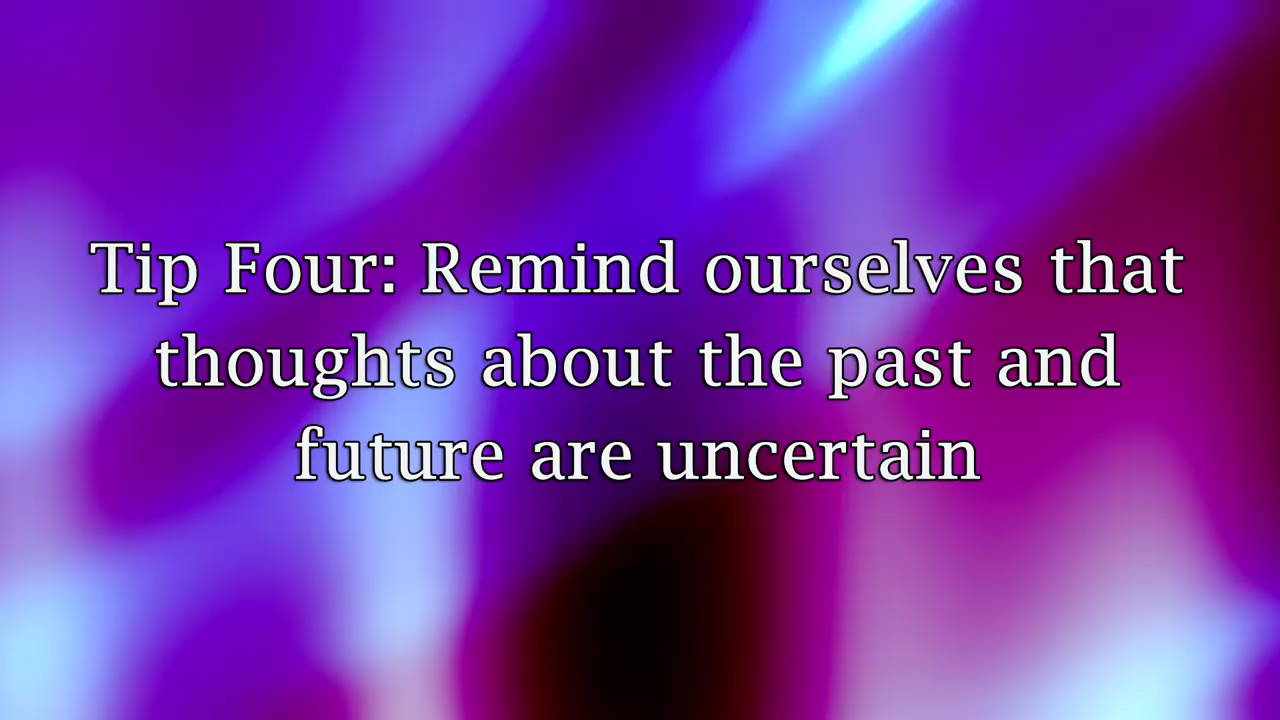 Tip Four: Remind ourselves that
thoughts about the past and
future are uncertain